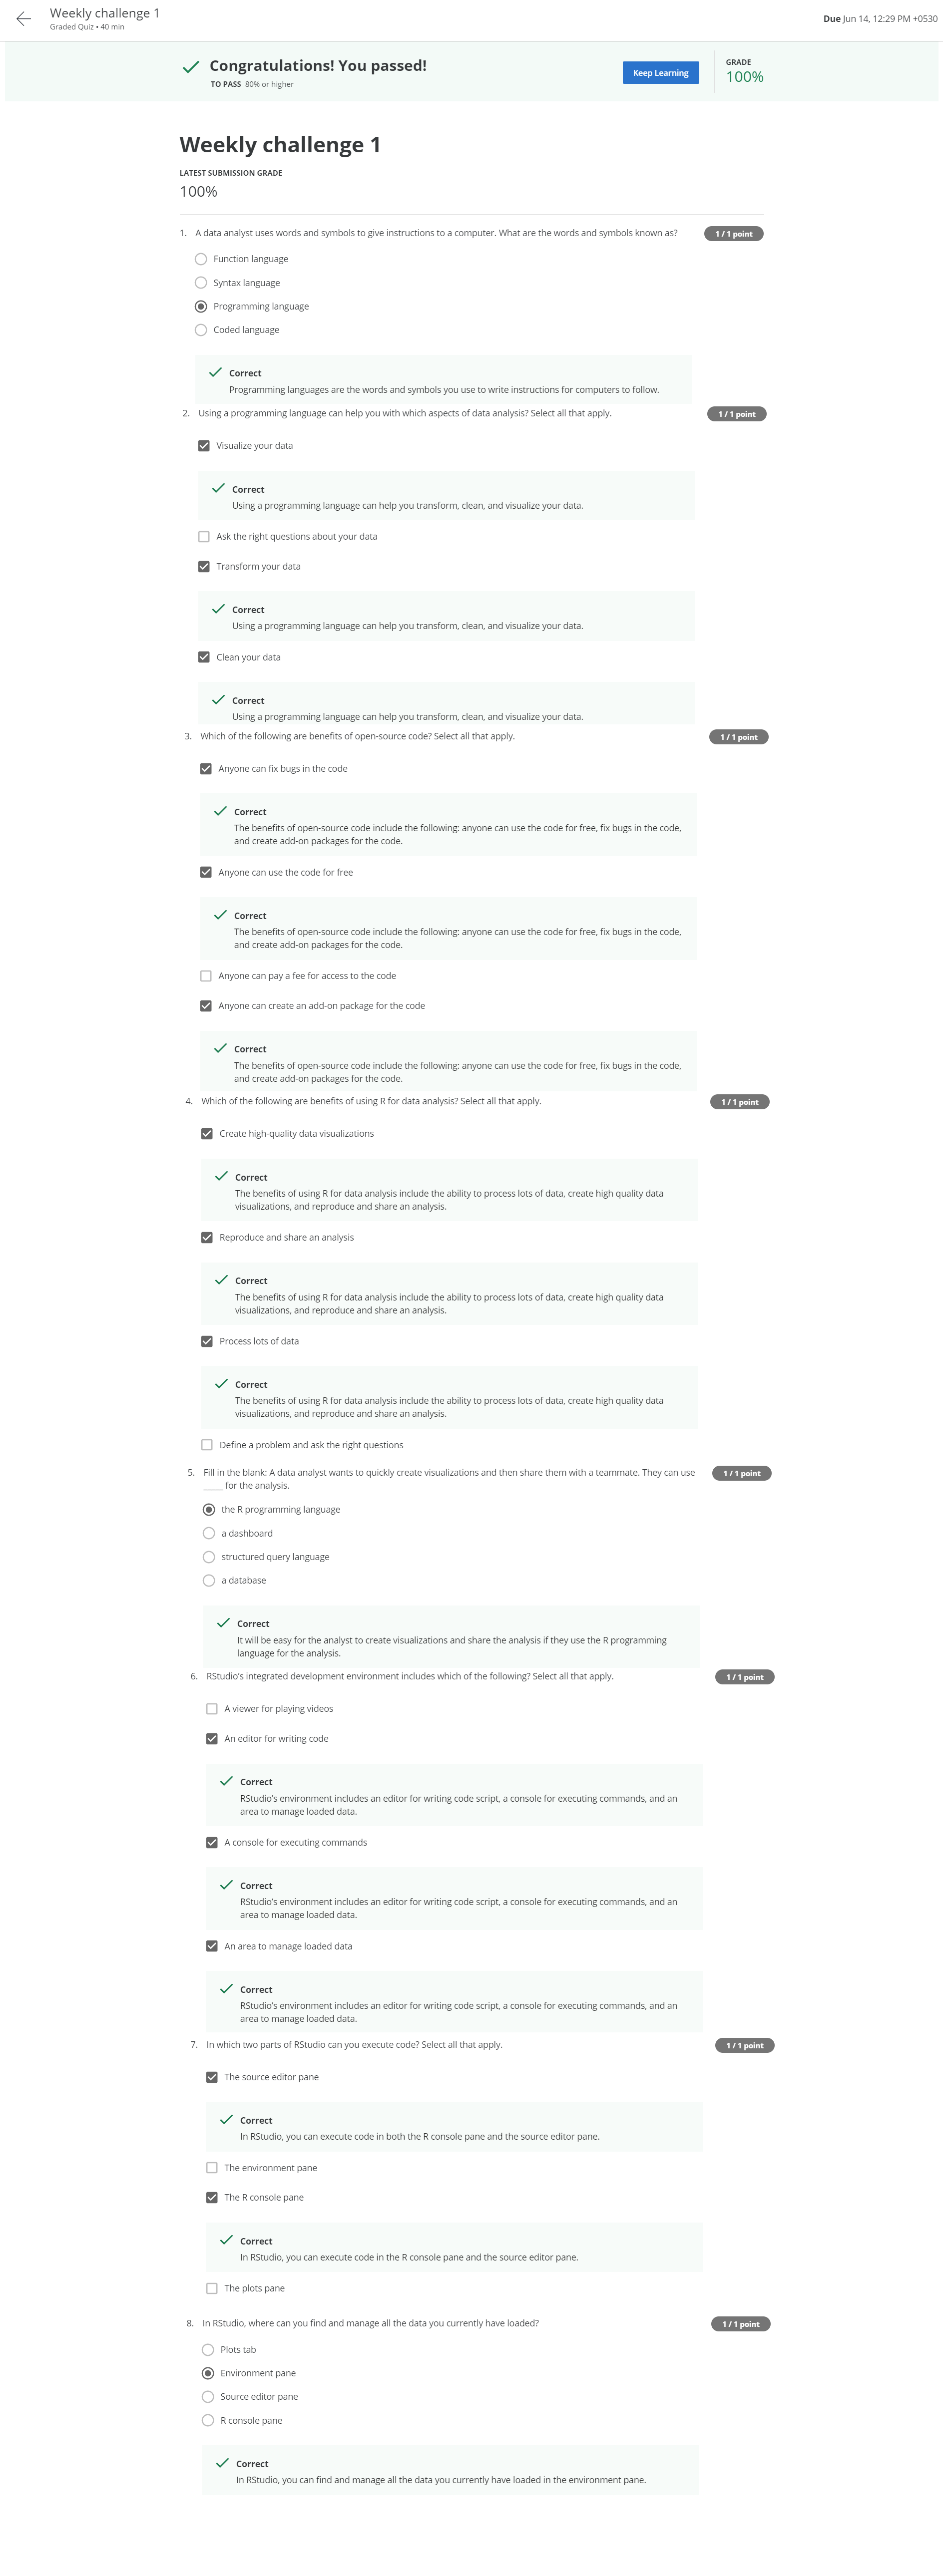 Weekly challenge 1
Graded Quiz • 40 min
Due Jun 14, 12:29 PM +0530
Congratulations! You passed!
TO PASS 80% or higher
Keep Learning
GRADE
100%
Weekly challenge 1
LATEST SUBMISSION GRADE
100%
1. A data analyst uses words and symbols to give instructions to a computer. What are the words and symbols known as?
1 / 1 point
Function language
Syntax language
Programming language
Coded language
Correct
Programming languages are the words and symbols you use to write instructions for computers to follow.
2. Using a programming language can help you with which aspects of data analysis? Select all that apply.
1 / 1 point
Visualize your data
Correct
Using a programming language can help you transform, clean, and visualize your data.
Ask the right questions about your data
Transform your data
Correct
Using a programming language can help you transform, clean, and visualize your data.
Clean your data
Correct
Using a programming language can help you transform, clean, and visualize your data.
3. Which of the following are benefits of open-source code? Select all that apply.
1 / 1 point
Anyone can fix bugs in the code
Correct
The benefits of open-source code include the following: anyone can use the code for free, fix bugs in the code,
and create add-on packages for the code.
Anyone can use the code for free
Correct
The benefits of open-source code include the following: anyone can use the code for free, fix bugs in the code,
and create add-on packages for the code.
Anyone can pay a fee for access to the code
Anyone can create an add-on package for the code
Correct
The benefits of open-source code include the following: anyone can use the code for free, fix bugs in the code,
and create add-on packages for the code.
4. Which of the following are benefits of using R for data analysis? Select all that apply.
1 / 1 point
Create high-quality data visualizations
Correct
The benefits of using R for data analysis include the ability to process lots of data, create high quality data
visualizations, and reproduce and share an analysis.
Reproduce and share an analysis
Correct
The benefits of using R for data analysis include the ability to process lots of data, create high quality data
visualizations, and reproduce and share an analysis.
Process lots of data
Correct
The benefits of using R for data analysis include the ability to process lots of data, create high quality data
visualizations, and reproduce and share an analysis.
Define a problem and ask the right questions
5. Fill in the blank: A data analyst wants to quickly create visualizations and then share them with a teammate. They can use
_____ for the analysis.
1 / 1 point
the R programming language
a dashboard
structured query language
a database
Correct
It will be easy for the analyst to create visualizations and share the analysis if they use the R programming
language for the analysis.
6. RStudio’s integrated development environment includes which of the following? Select all that apply.
1 / 1 point
A viewer for playing videos
An editor for writing code
Correct
RStudio’s environment includes an editor for writing code script, a console for executing commands, and an
area to manage loaded data.
A console for executing commands
Correct
RStudio’s environment includes an editor for writing code script, a console for executing commands, and an
area to manage loaded data.
An area to manage loaded data
Correct
RStudio’s environment includes an editor for writing code script, a console for executing commands, and an
area to manage loaded data.
7. In which two parts of RStudio can you execute code? Select all that apply.
1 / 1 point
The source editor pane
Correct
In RStudio, you can execute code in both the R console pane and the source editor pane.
The environment pane
The R console pane
Correct
In RStudio, you can execute code in the R console pane and the source editor pane.
The plots pane
8. In RStudio, where can you find and manage all the data you currently have loaded?
1 / 1 point
Plots tab
Environment pane
Source editor pane
R console pane
Correct
In RStudio, you can find and manage all the data you currently have loaded in the environment pane.